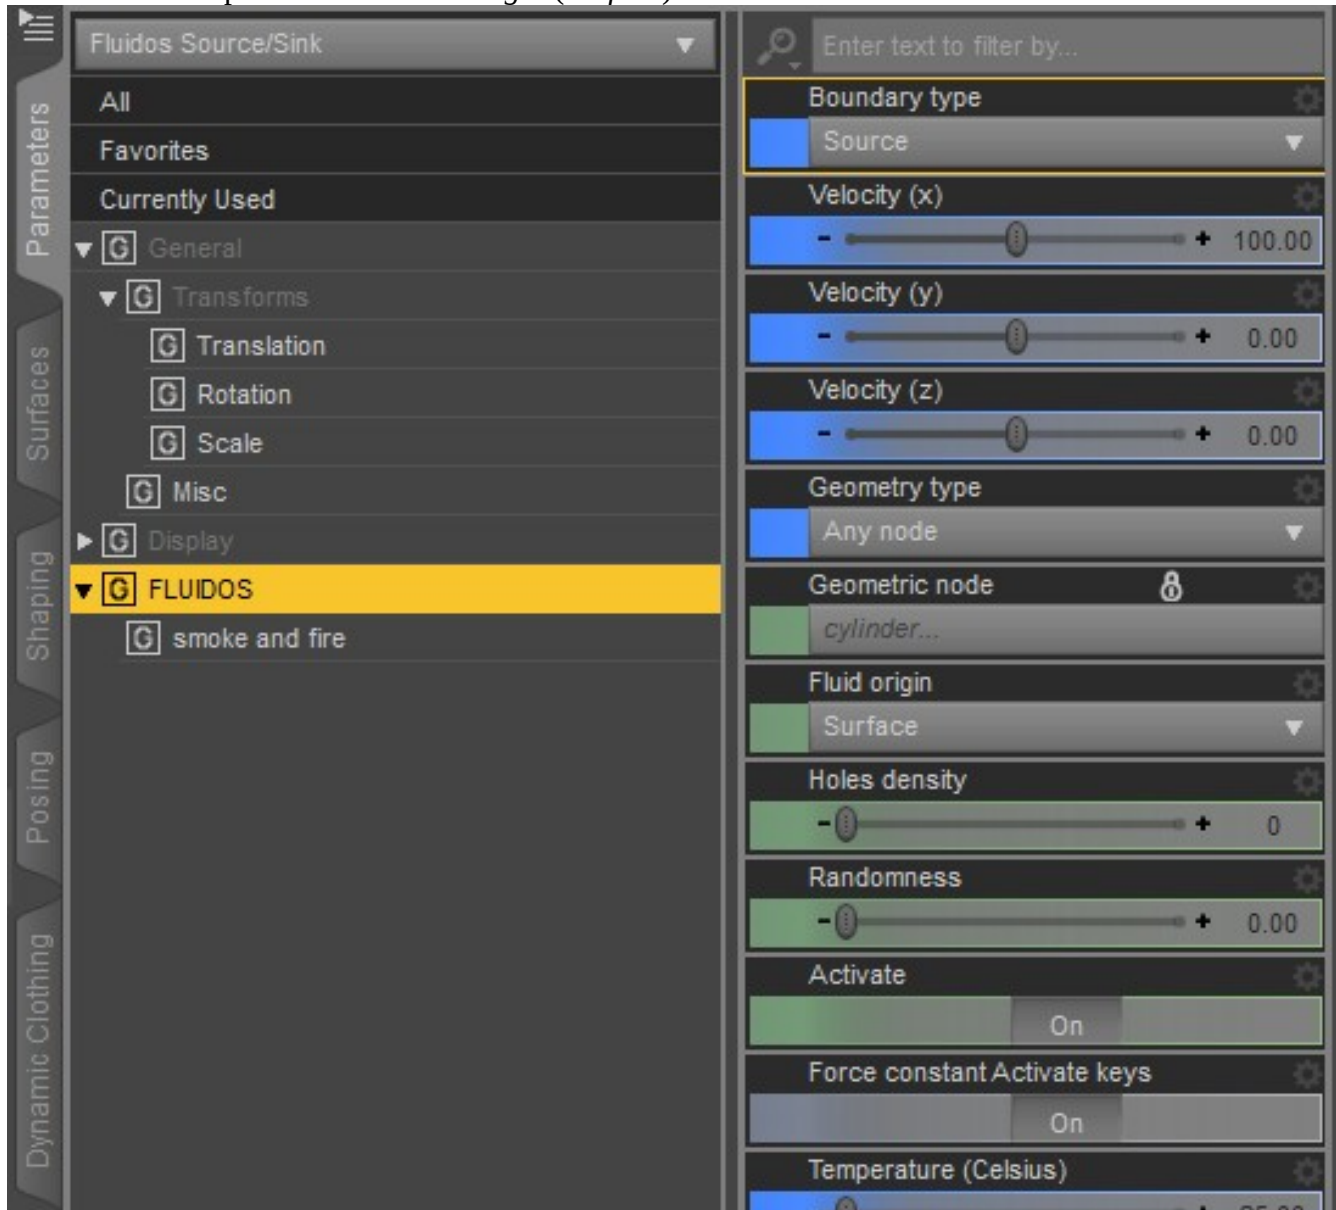 Fluidos Source/Sink
All
Favorites
Currently Used
G General
G Transforms
G Translation
G Rotation
G Scale
G Misc
G Display
G FLUIDOS
G smoke and fire
Parameters
Surfaces
Shaping
Posing
Dynamic Clothing
Enter text to filter by...
Boundary type
Source
Velocity (x)
- + 100.00
Velocity (y)
- + 0.00
Velocity (z)
- + 0.00
Geometry type
Any node
Geometric node
cylinder...
Fluid origin
Surface
Holes density
- + 0
Randomness
- + 0.00
Activate
On
Force constant Activate keys
On
Temperature (Celsius)